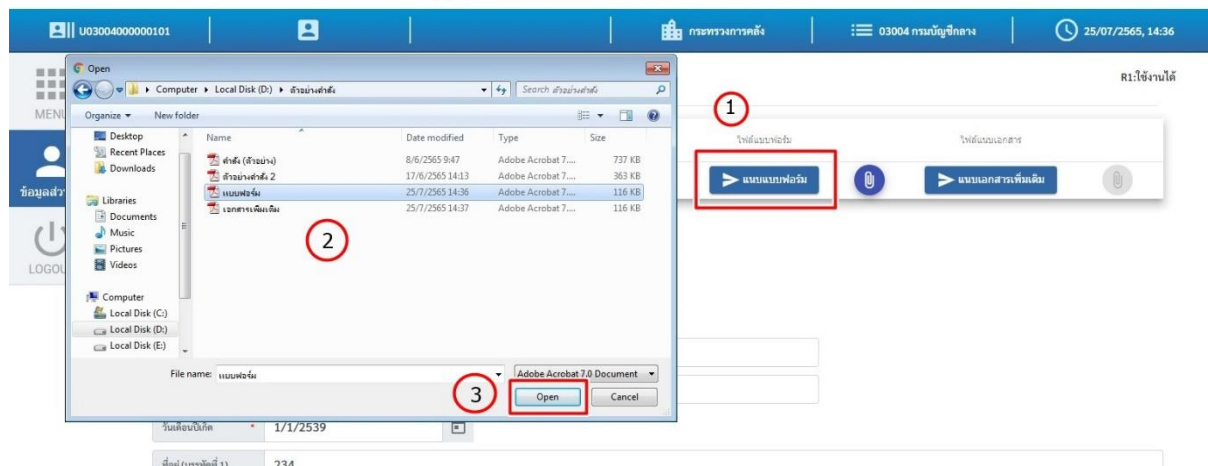 U03004000000101 กระทรวงการคลัง 03004 กรมบัญชีกลาง 25/07/2565, 14:36
Open
R1:ใช้งานได้
Computer Local Disk (D:) ตัวอย่างคำสั่ง
Search ตัวอย่างคำสั่ง
1
MENU
Organize New folder
ไฟล์แบบฟอร์ม ไฟล์แนบเอกสาร
Desktop
Recent Places
Downloads
Libraries
Documents
Music
Pictures
Videos
Computer
Local Disk (C:)
Local Disk (D:)
Local Disk (E:)
Name Date modified Type Size
คำสั่ง (ตัวอย่าง) 8/6/2565 9:47 Adobe Acrobat 7.... 737 KB
ตัวอย่างคำสั่ง 2 17/6/2565 14:13 Adobe Acrobat 7.... 363 KB
แบบฟอร์ม 25/7/2565 14:36 Adobe Acrobat 7.... 116 KB
เอกสารเพิ่มเติม 25/7/2565 14:37 Adobe Acrobat 7.... 116 KB
แนบแบบฟอร์ม แนบเอกสารเพิ่มเติม
ข้อมูลส่ว
2
LOGOU
File name: แบบฟอร์ม Adobe Acrobat 7.0 Document
3
Open Cancel
วันเดือนปีเกิด * 1/1/2539
ที่อยู่ (บรรทัดที่ 1) 234